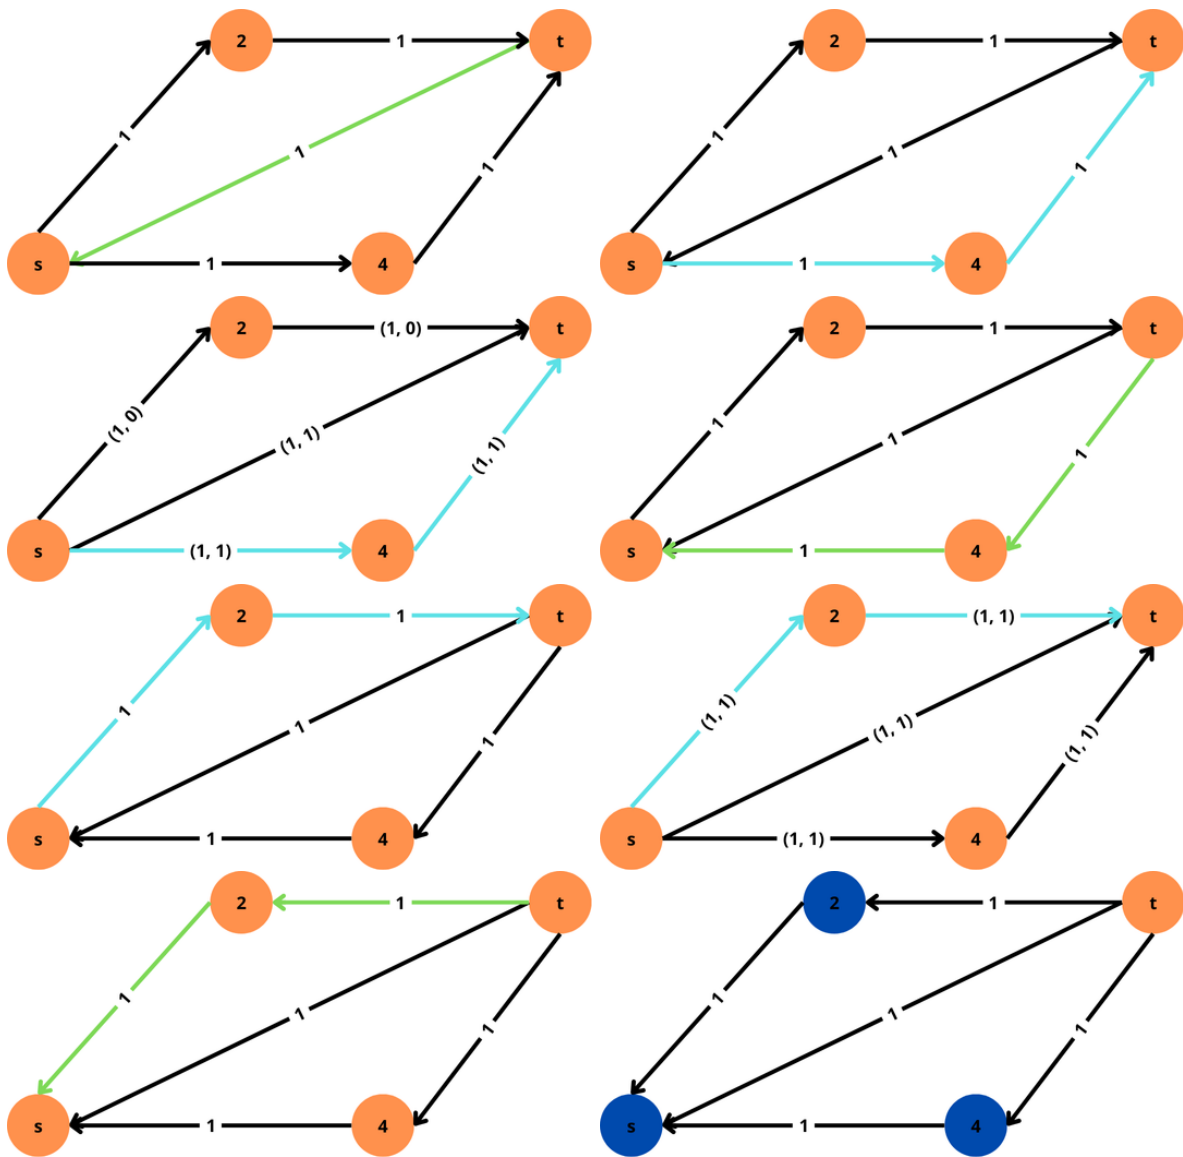 2 1 t
1 1
s 1 4 1
2 1 t
1 1
s 1 4 1
2 (1, 0) t
(1, 0) (1, 1)
s (1, 1) 4 (1, 1)
2 1 t
1 1
s 1 4 1
2 1 t
1 1
s 1 4 1
2 (1, 1) t
(1, 1) (1, 1)
s (1, 1) 4 (1, 1)
2 1 t
1 1
s 1 4 1
2 1 t
1 1
s 1 4 1